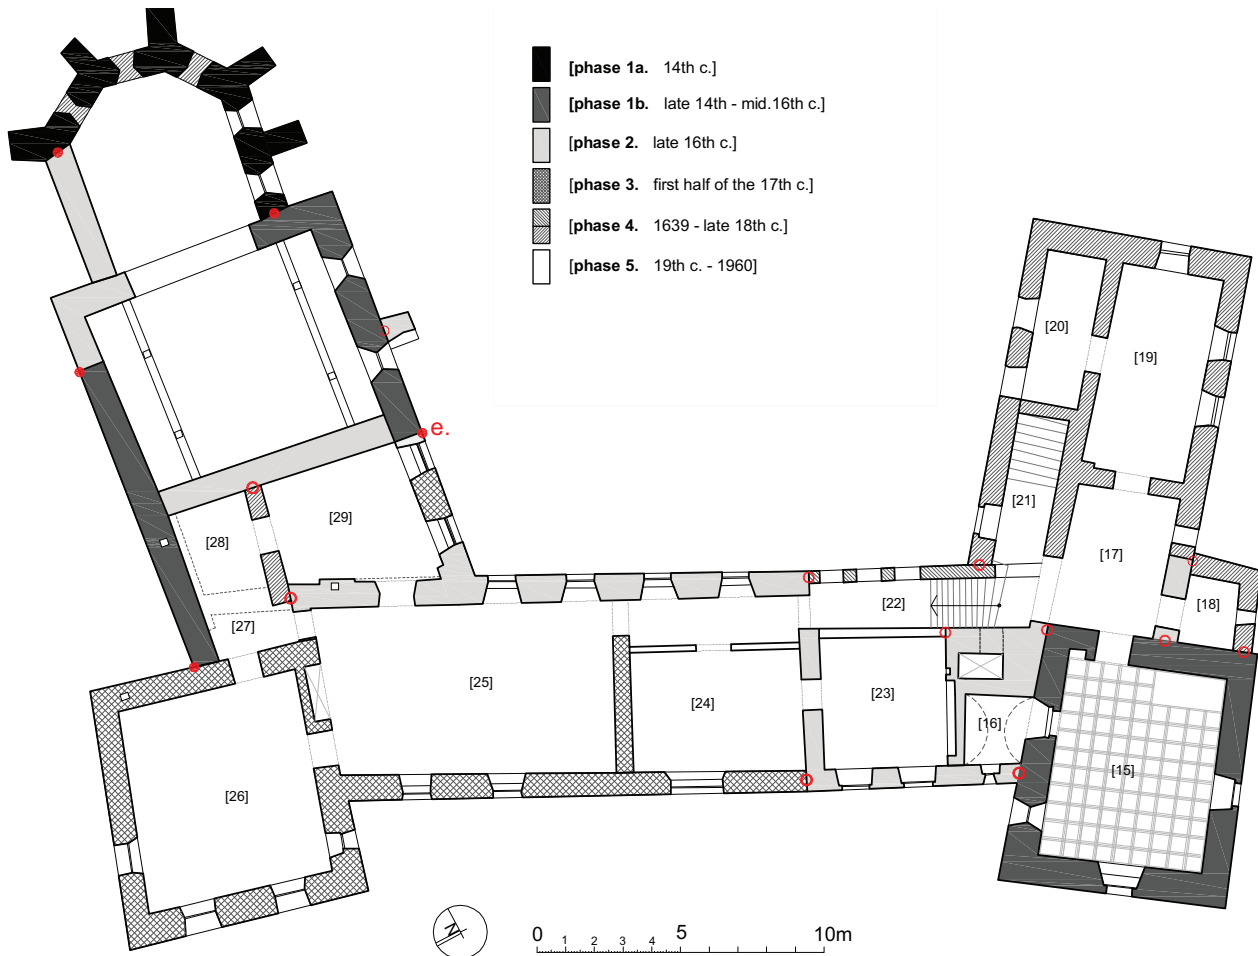 [phase 1a. 14th c.]
[phase 1b. late 14th - mid.16th c.]
[phase 2. late 16th c.]
[phase 3. first half of the 17th c.]
[phase 4. 1639 - late 18th c.]
[phase 5. 19th c. - 1960]
[20]
[19]
e.
[21]
[29]
[28]
[17]
[22]
[18]
[27]
[25]
[24]
[23]
[16]
[15]
[26]
N
0 1 2 3 4 5 10m